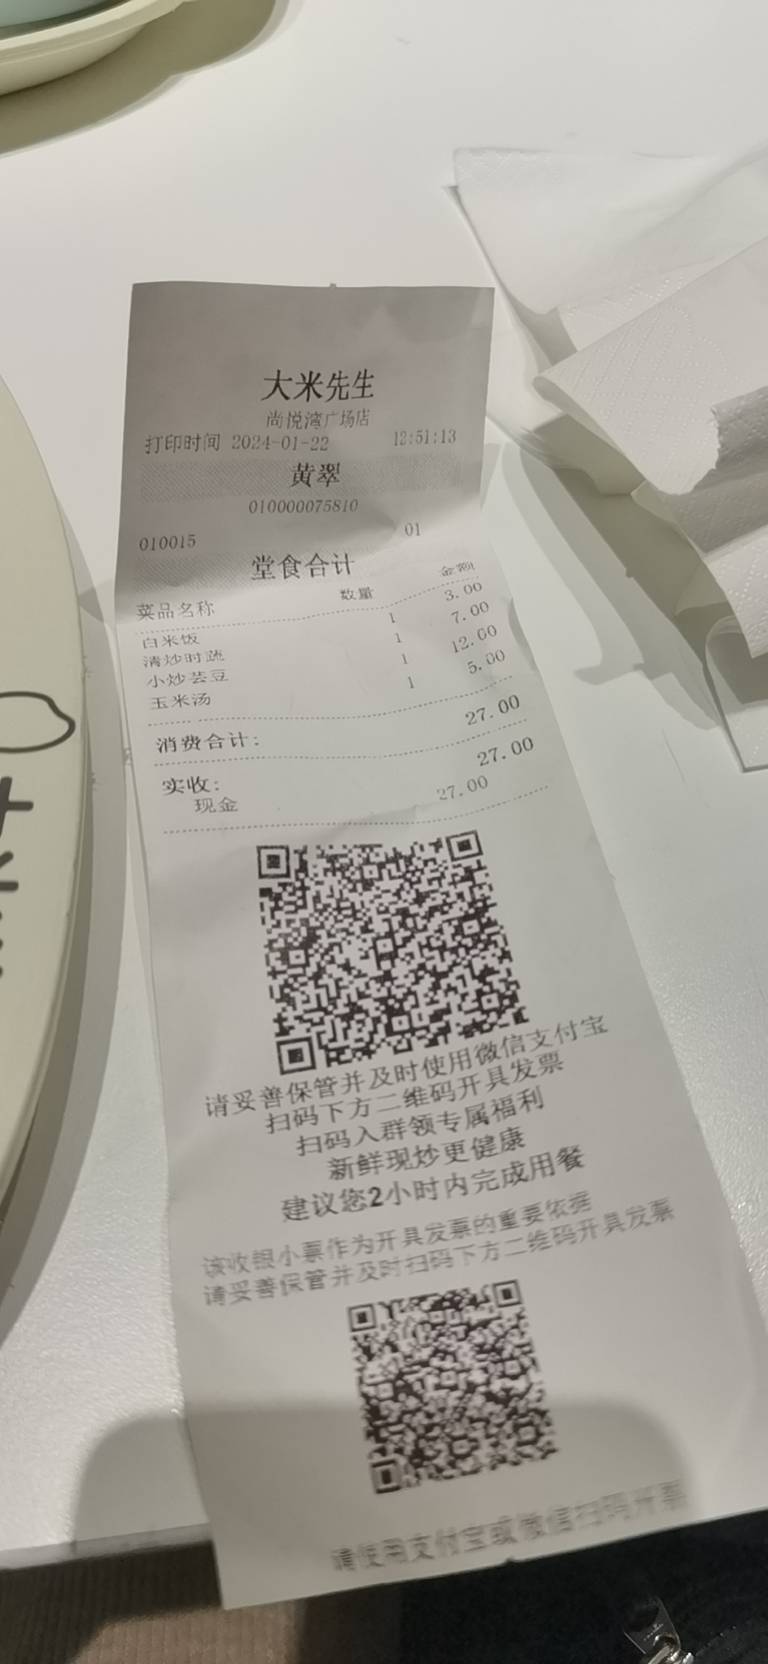 大米先生
尚悦湾广场店
打印时间 2024-01-22 12:51:13
黄翠
010000075810
010015 01
堂食合计
菜品名称 数量 金额
白米饭 1 3.00
清炒时蔬 1 7.00
小炒芸豆 1 12.00
玉米汤 1 5.00
消费合计: 27.00
实收: 27.00
现金 27.00
请妥善保管并及时使用微信支付宝
扫码下方二维码开具发票
扫码入群领专属福利
新鲜现炒更健康
建议您2小时内完成用餐
该收银小票作为开具发票的重要依据
请妥善保管并及时扫码下方二维码开具发票
请使用支付宝或微信扫码开票